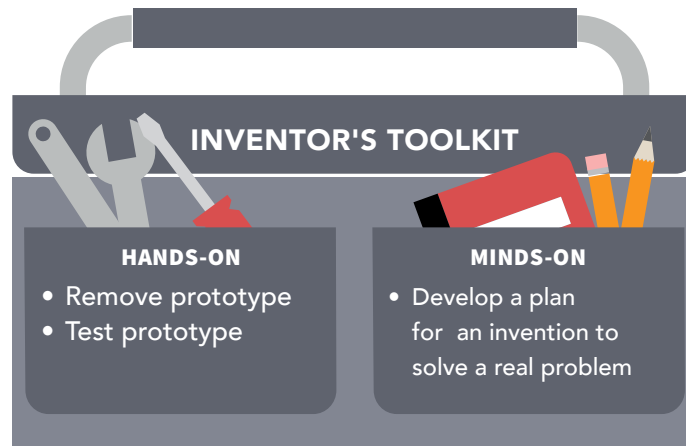 INVENTOR'S TOOLKIT
HANDS-ON
• Remove prototype
• Test prototype
MINDS-ON
• Develop a plan
for an invention to
solve a real problem